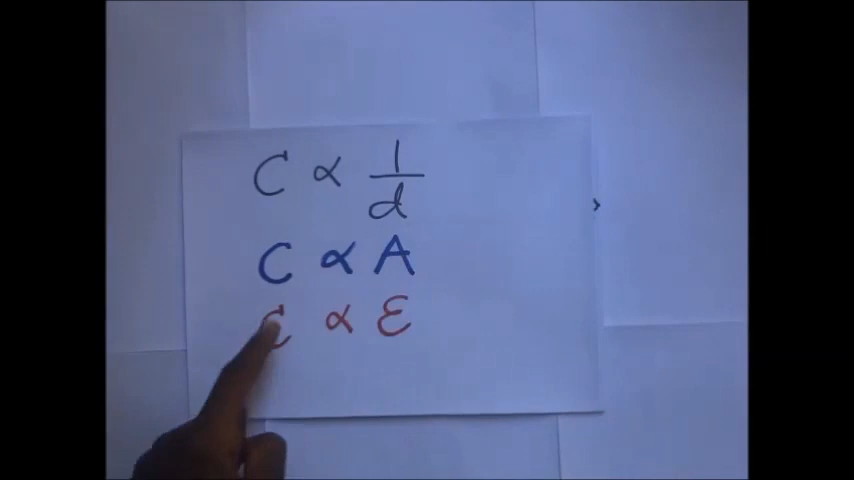 C ∝ 1/d
C ∝ A
C ∝ ε